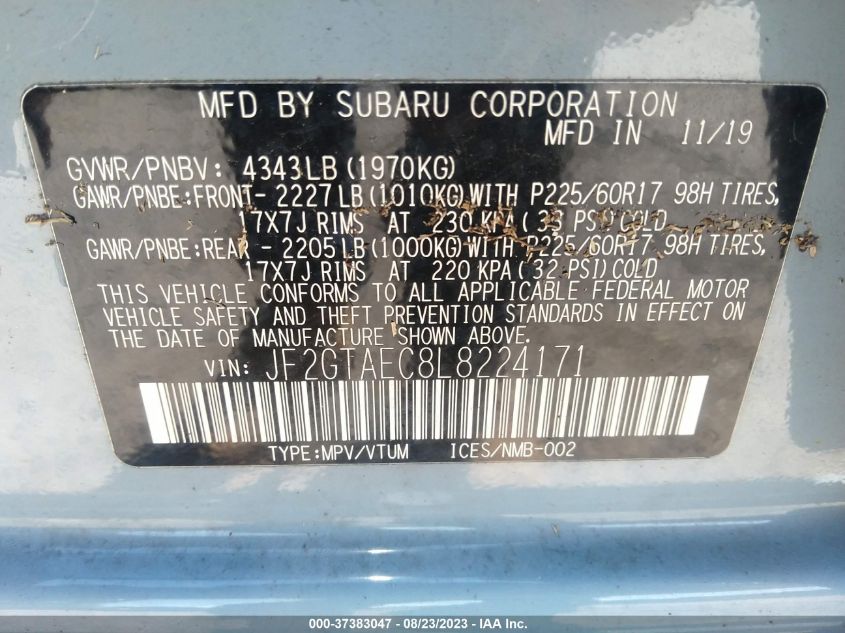 MFD BY SUBARU CORPORATION
MFD IN 11/19
GVWR/PNBV: 4343LB (1970KG)
GAWR/PNBE:FRONT- 2227LB(1010KG)WITH P225/60R17 98H TIRES,
17X7J RIMS AT 230 KPA( 33 PSI)COLD
GAWR/PNBE:REAR - 2205LB(1000KG)WITH P225/60R17 98H TIRES,
17X7J RIMS AT 220 KPA( 32 PSI)COLD
THIS VEHICLE CONFORMS TO ALL APPLICABLE FEDERAL MOTOR
VEHICLE SAFETY AND THEFT PREVENTION STANDARDS IN EFFECT ON
THE DATE OF MANUFACTURE SHOWN ABOVE.
VIN: JF2GTAEC8L8224171
TYPE:MPV/VTUM ICES/NMB-002
000-37383047 - 08/23/2023 - IAA Inc.